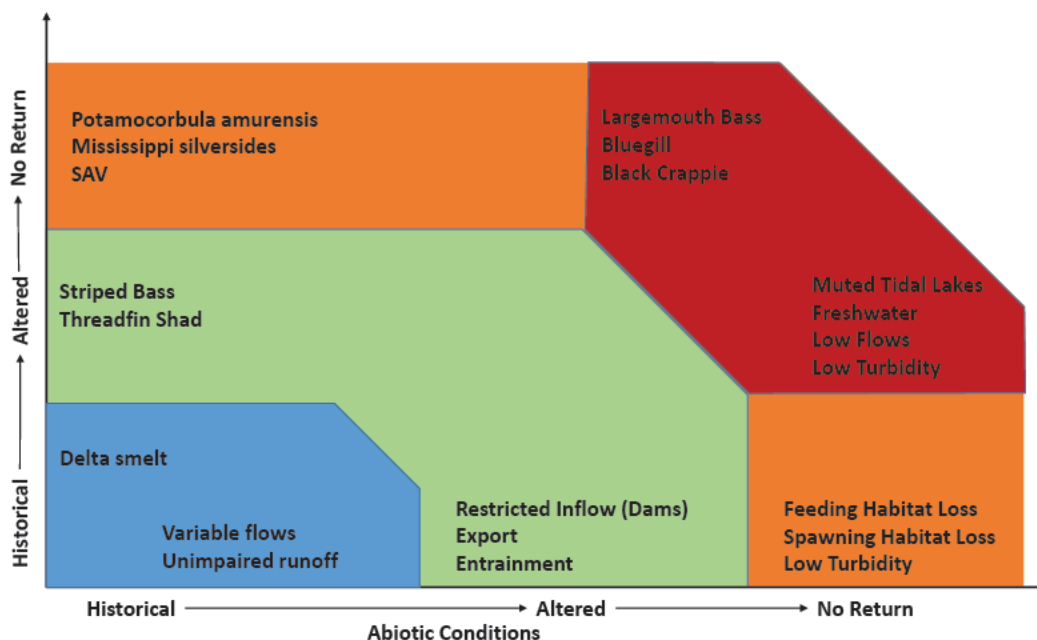 Potamocorbula amurensis
Mississippi silversides
SAV
Largemouth Bass
Bluegill
Black Crappie
Striped Bass
Threadfin Shad
Muted Tidal Lakes
Freshwater
Low Flows
Low Turbidity
Delta smelt
Variable flows
Unimpaired runoff
Restricted Inflow (Dams)
Export
Entrainment
Feeding Habitat Loss
Spawning Habitat Loss
Low Turbidity
Historical
Altered
No Return
Historical
Altered
No Return
Abiotic Conditions